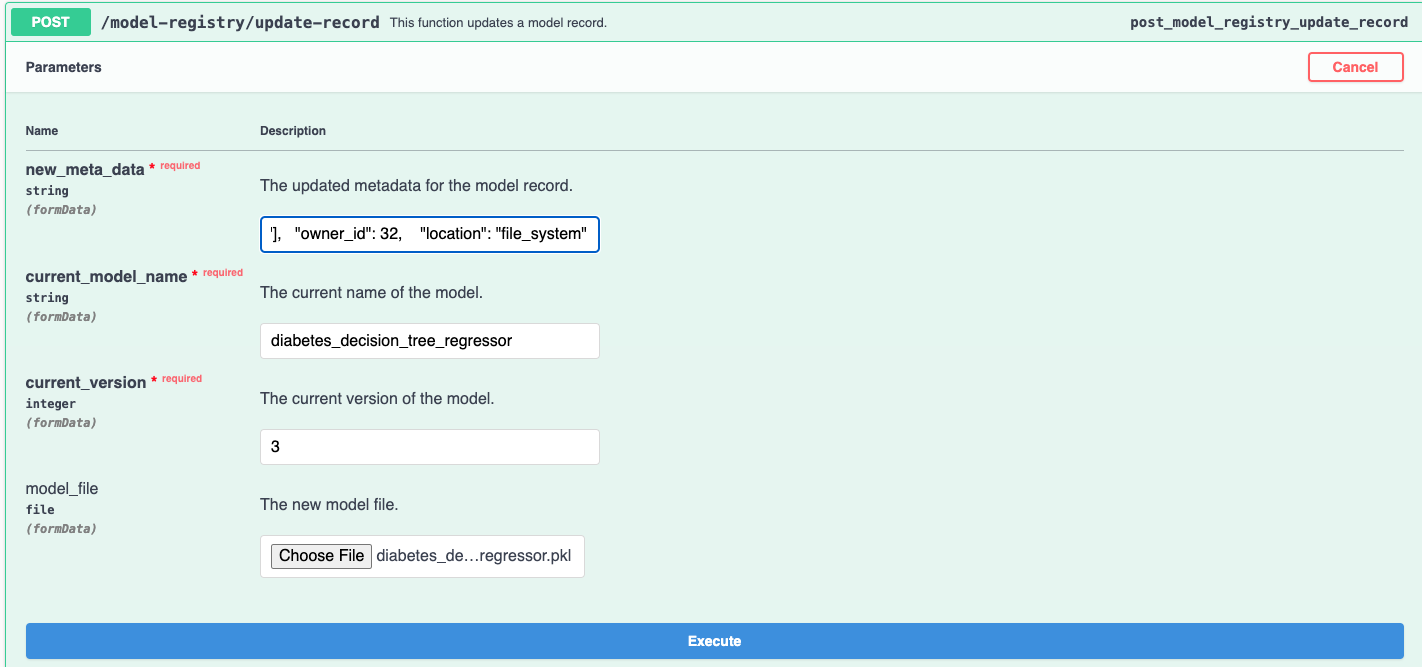 POST /model-registry/update-record This function updates a model record. post_model_registry_update_record
Parameters Cancel
Name Description
new_meta_data * required
string
(formData)
The updated metadata for the model record.
'], "owner_id": 32, "location": "file_system"
current_model_name * required
string
(formData)
The current name of the model.
diabetes_decision_tree_regressor
current_version * required
integer
(formData)
The current version of the model.
3
model_file
file
(formData)
The new model file.
Choose File diabetes_de...regressor.pkl
Execute